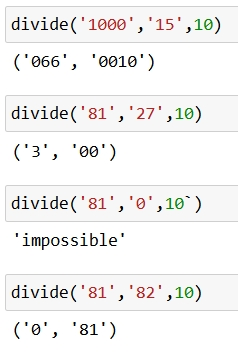 divide('1000','15',10)
('066', '0010')
divide('81','27',10)
('3', '00')
divide('81','0',10`)
'impossible'
divide('81','82',10)
('0', '81')